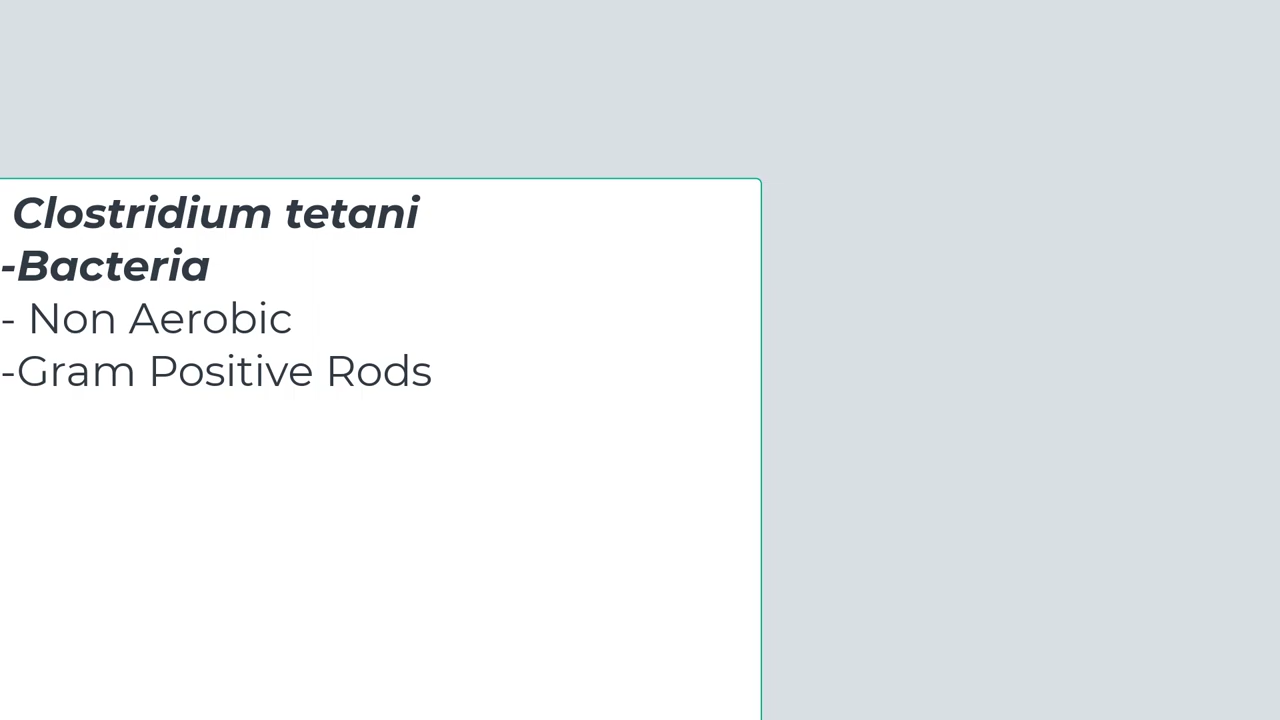 Clostridium tetani
-Bacteria
- Non Aerobic
-Gram Positive Rods